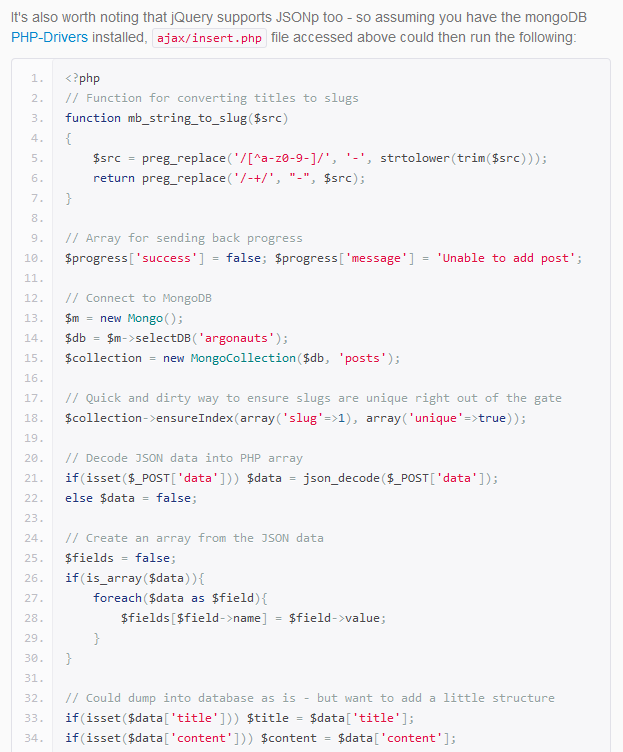 It's also worth noting that jQuery supports JSONp too - so assuming you have the mongoDB
PHP-Drivers installed, ajax/insert.php file accessed above could then run the following:
1. <?php
2. // Function for converting titles to slugs
3. function mb_string_to_slug($src)
4. {
5.     $src = preg_replace('/[^a-z0-9-]/', '-', strtolower(trim($src)));
6.     return preg_replace('/-+/', "-", $src);
7. }
8.
9. // Array for sending back progress
10. $progress['success'] = false; $progress['message'] = 'Unable to add post';
11.
12. // Connect to MongoDB
13. $m = new Mongo();
14. $db = $m->selectDB('argonauts');
15. $collection = new MongoCollection($db, 'posts');
16.
17. // Quick and dirty way to ensure slugs are unique right out of the gate
18. $collection->ensureIndex(array('slug'=>1), array('unique'=>true));
19.
20. // Decode JSON data into PHP array
21. if(isset($_POST['data'])) $data = json_decode($_POST['data']);
22. else $data = false;
23.
24. // Create an array from the JSON data
25. $fields = false;
26. if(is_array($data)){
27.     foreach($data as $field){
28.         $fields[$field->name] = $field->value;
29.     }
30. }
31.
32. // Could dump into database as is - but want to add a little structure
33. if(isset($data['title'])) $title = $data['title'];
34. if(isset($data['content'])) $content = $data['content'];